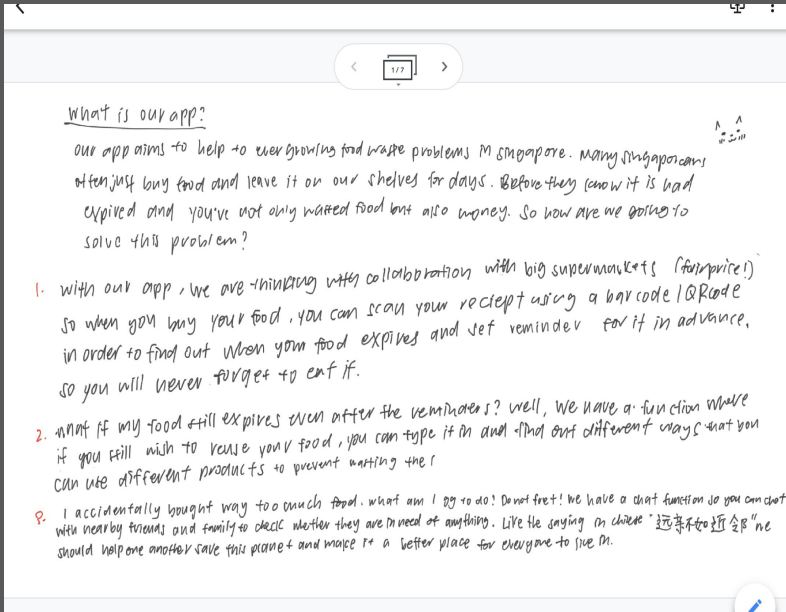 1/7
What is our app?
our app aims to help to ever growing food waste problems in singapore. Many singaporeans
often just buy food and leave it on our shelves for days. Before they know it is had
expired and you've not only wasted food but also money. So how are we going to
solve this problem?
1. with our app, we are thinking with collabboration with big supermarkets (fairprice!)
so when you buy your food, you can scan your reciept using a barcode / QRcode
in order to find out when your food expires and set reminder for it in advance.
so you will never forget to eat it.
2. what if my food still expires even after the reminders? well, we have a function where
if you still wish to reuse your food, you can type it in and find out different ways that you
can use different products to prevent wasting the
I accidentally bought way too much food. what am I to do? Do not fret! we have a chat function so you can chat
with nearby friends and family to check whether they are in need of anything. Like the saying in chinese "远亲不如近邻" we
should help one another save this planet and make it a better place for everyone to live in.